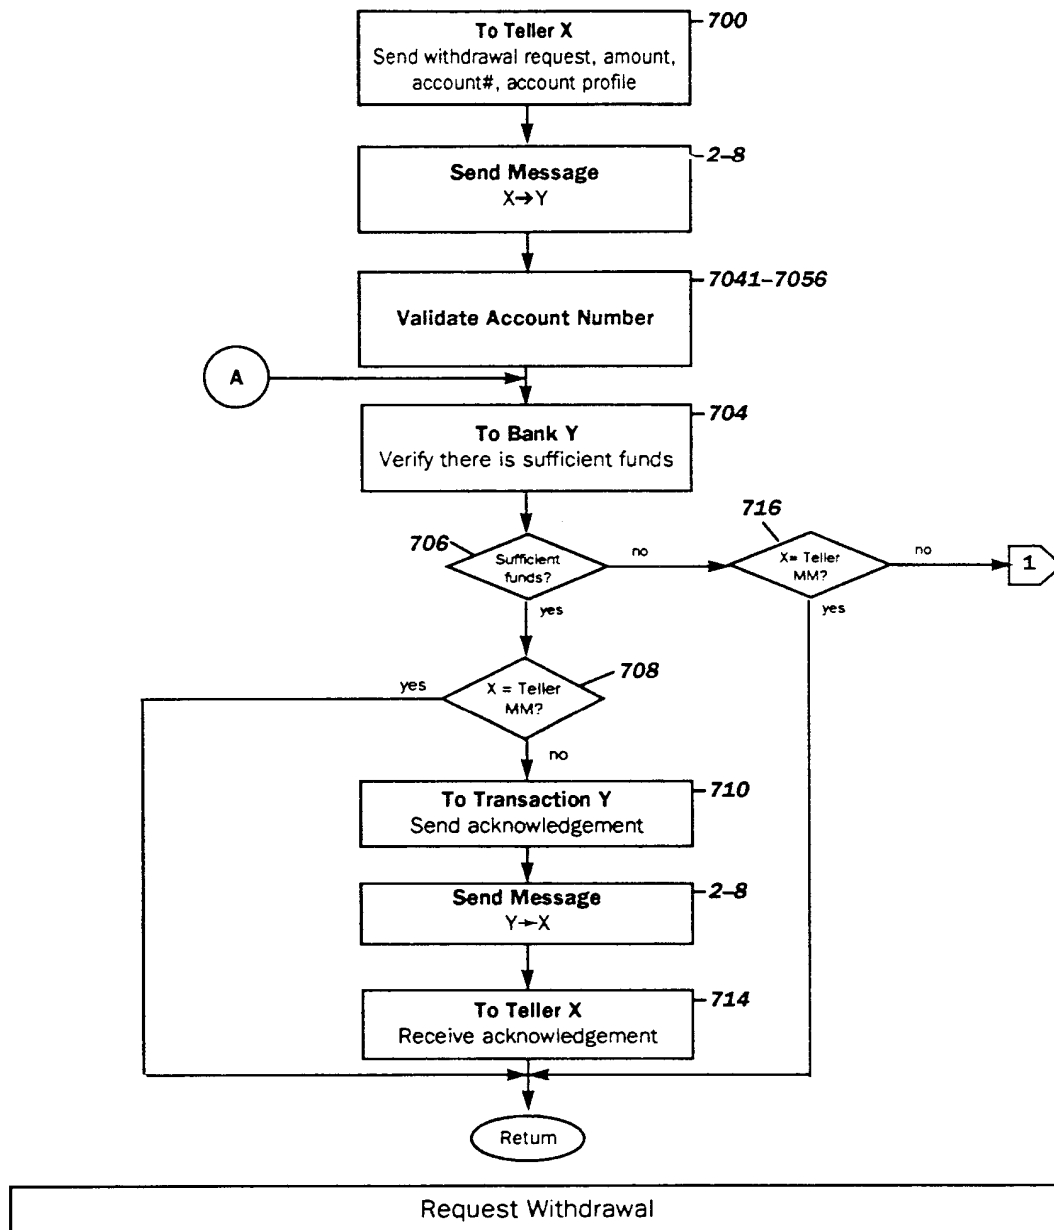 To Teller X
Send withdrawal request, amount,
account#, account profile
700
Send Message
X→Y
2–8
Validate Account Number
7041–7056
A
To Bank Y
Verify there is sufficient funds
704
706
Sufficient
funds?
no
yes
716
X= Teller
MM?
no
yes
1
X = Teller
MM?
708
yes
no
To Transaction Y
Send acknowledgement
710
Send Message
Y→X
2–8
To Teller X
Receive acknowledgement
714
Return
Request Withdrawal